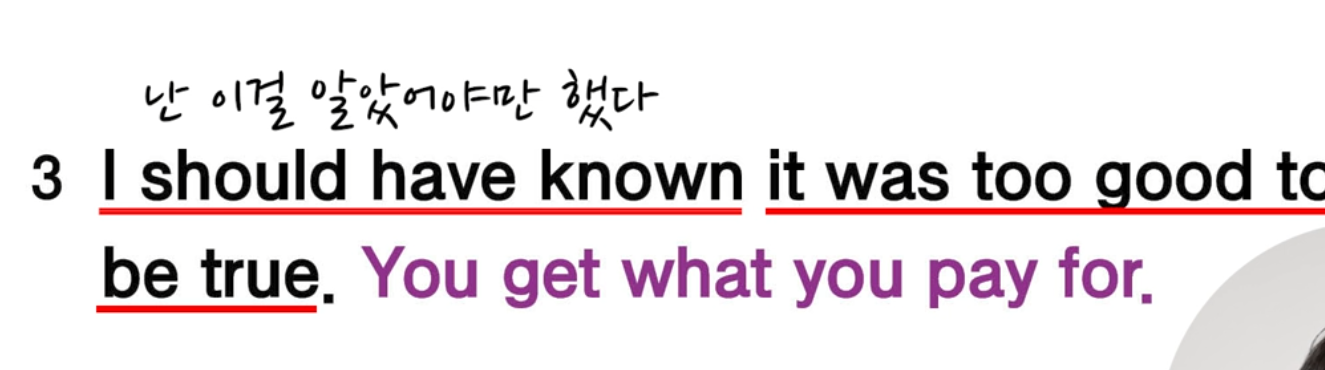 난 이걸 알았어야만 했다
3 I should have known it was too good to
be true. You get what you pay for.